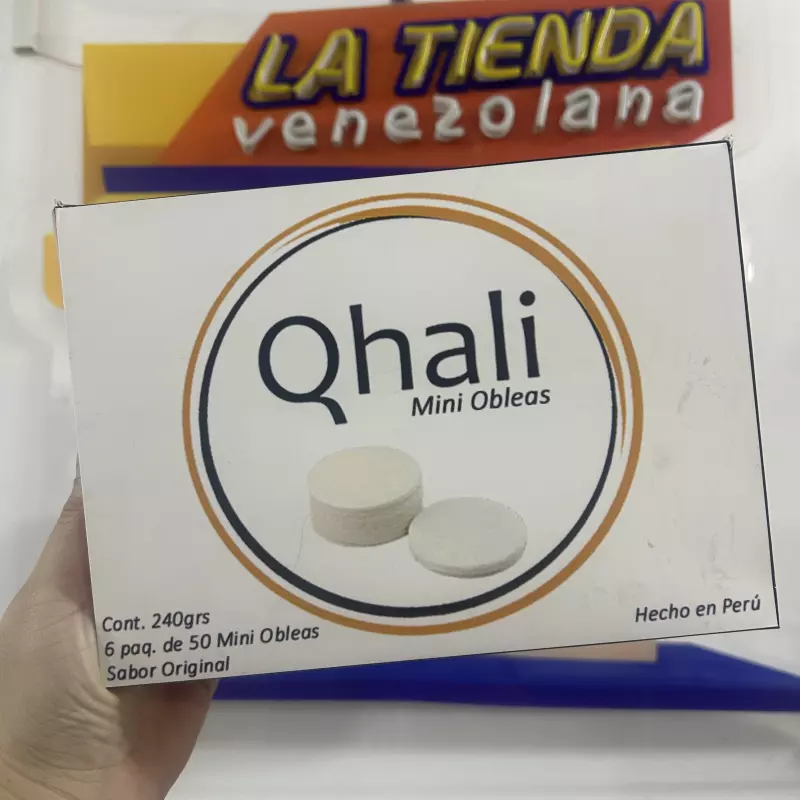 LA TIENDA
venezolana
Qhali
Mini Obleas
Cont. 240grs
6 paq. de 50 Mini Obleas
Sabor Original
Hecho en Perú